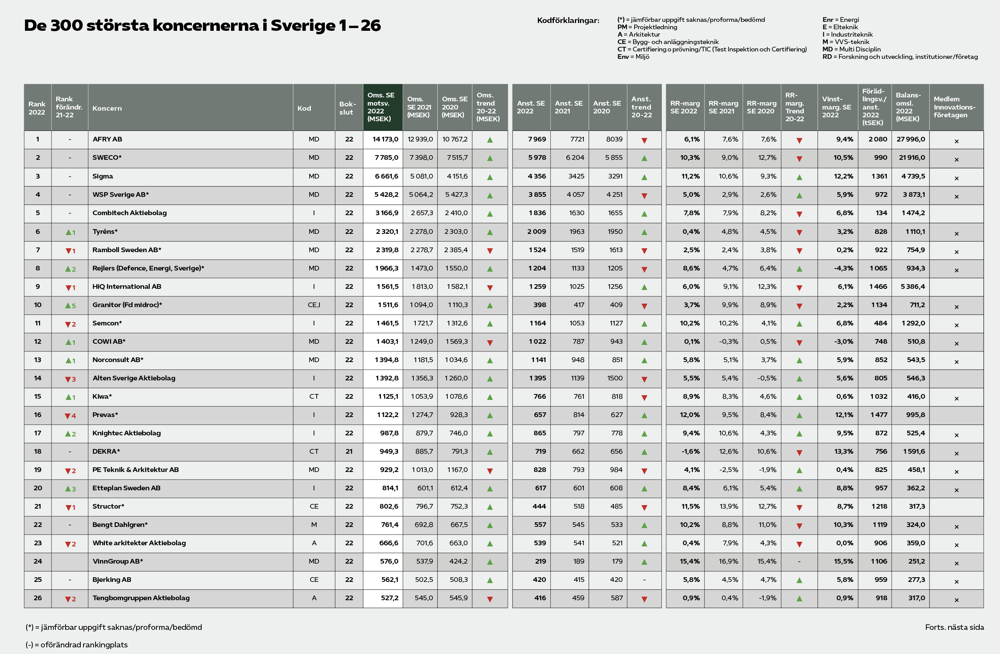 De 300 största koncernerna i Sverige 1–26
Kodförklaringar:
(*) = jämförbar uppgift saknas/proforma/bedömd
PM = Projektledning
A = Arkitektur
CE = Bygg- och anläggningsteknik
CT = Certifiering o prövning/TIC (Test Inspektion och Certifiering)
Env = Miljö
Enr = Energi
E = Elteknik
I = Industriteknik
M = VVS-teknik
MD = Multi Disciplin
RD = Forskning och utveckling, institutioner/företag
Rank 2022 | Rank förändr. 21-22 | Koncern | Kod | Bok-slut | Oms. SE motsv. 2022 (MSEK) | Oms. SE 2021 (MSEK) | Oms. SE 2020 (MSEK) | Oms. trend 20-22 (MSEK) | Anst. SE 2022 | Anst. SE 2021 | Anst. SE 2020 | Anst. trend 20-22 | RR-marg SE 2022 | RR-marg SE 2021 | RR-marg SE 2020 | RR-marg. Trend 20-22 | Vinst-marg. SE 2022 | Föräd-lingsv./anst. 2022 (tSEK) | Balans-omsl. 2022 (MSEK) | Medlem Innovations-företagen
1 | - | AFRY AB | MD | 22 | 14 173,0 | 12 939,0 | 10 767,2 | ▲ | 7 969 | 7721 | 8039 | ▼ | 6,1% | 7,6% | 7,6% | ▼ | 9,4% | 2 080 | 27 996,0 | ×
2 | - | SWECO* | MD | 22 | 7 785,0 | 7 398,0 | 7 515,7 | ▲ | 5 978 | 6 204 | 5 855 | ▲ | 10,3% | 9,0% | 12,7% | ▼ | 10,5% | 990 | 21 916,0 | ×
3 | - | Sigma | MD | 22 | 6 661,6 | 5 081,0 | 4 151,6 | ▲ | 4 356 | 3425 | 3291 | ▲ | 11,2% | 10,6% | 9,3% | ▲ | 12,2% | 1 361 | 4 739,5 | ×
4 | - | WSP Sverige AB* | MD | 22 | 5 428,2 | 5 064,2 | 5 427,3 | ▲ | 3 855 | 4 057 | 4 251 | ▼ | 5,0% | 2,9% | 2,6% | ▲ | 5,9% | 972 | 3 873,1 | ×
5 | - | Combitech Aktiebolag | I | 22 | 3 166,9 | 2 657,3 | 2 410,0 | ▲ | 1 836 | 1630 | 1655 | ▲ | 7,8% | 7,9% | 8,2% | ▼ | 6,8% | 134 | 1 474,2
6 | ▲1 | Tyréns* | MD | 22 | 2 320,1 | 2 278,0 | 2 303,0 | ▲ | 2 009 | 1963 | 1950 | ▲ | 0,4% | 4,8% | 4,5% | ▼ | 3,2% | 828 | 1 110,1 | ×
7 | ▼1 | Ramboll Sweden AB* | MD | 22 | 2 319,8 | 2 278,7 | 2 385,4 | ▼ | 1 524 | 1519 | 1613 | ▼ | 2,5% | 2,4% | 3,8% | ▼ | 0,2% | 922 | 754,9 | ×
8 | ▲2 | Rejlers (Defence, Energi, Sverige)* | MD | 22 | 1 966,3 | 1 473,0 | 1 550,0 | ▲ | 1 204 | 1133 | 1205 | ▼ | 8,6% | 4,7% | 6,4% | ▲ | -4,3% | 1 065 | 934,3 | ×
9 | ▼1 | HiQ International AB | I | 22 | 1 561,5 | 1 813,0 | 1 582,1 | ▼ | 1 259 | 1025 | 1256 | ▲ | 6,0% | 9,1% | 12,3% | ▼ | 6,1% | 1 466 | 5 386,4
10 | ▲5 | Granitor (Fd midroc)* | CE,I | 22 | 1 511,6 | 1 094,0 | 1 110,3 | ▲ | 398 | 417 | 409 | ▼ | 3,7% | 9,9% | 8,9% | ▼ | 2,2% | 1 134 | 711,2 | ×
11 | ▼2 | Semcon* | I | 22 | 1 461,5 | 1 721,7 | 1 312,6 | ▲ | 1 164 | 1053 | 1127 | ▲ | 10,2% | 10,2% | 4,1% | ▲ | 6,8% | 484 | 1 292,0 | ×
12 | ▲1 | COWI AB* | MD | 22 | 1 403,1 | 1 249,0 | 1 569,3 | ▼ | 1 022 | 787 | 943 | ▲ | 0,1% | -0,3% | 0,5% | ▼ | -3,0% | 748 | 510,8 | ×
13 | ▲1 | Norconsult AB* | MD | 22 | 1 394,8 | 1 181,5 | 1 034,6 | ▲ | 1 141 | 948 | 851 | ▲ | 5,8% | 5,1% | 3,7% | ▲ | 5,9% | 852 | 543,5 | ×
14 | ▼3 | Alten Sverige Aktiebolag | I | 22 | 1 392,8 | 1 356,3 | 1 260,0 | ▲ | 1 395 | 1139 | 1500 | ▼ | 5,5% | 5,4% | -0,5% | ▲ | 5,6% | 805 | 546,3
15 | ▲1 | Kiwa* | CT | 22 | 1 125,1 | 1 053,9 | 1 078,6 | ▲ | 766 | 761 | 818 | ▼ | 8,9% | 8,3% | 4,6% | ▲ | 0,6% | 1 032 | 416,0 | ×
16 | ▼4 | Prevas* | I | 22 | 1 122,2 | 1 274,7 | 928,3 | ▲ | 657 | 814 | 627 | ▲ | 12,0% | 9,5% | 8,4% | ▲ | 12,1% | 1 477 | 995,8
17 | ▲2 | Knightec Aktiebolag | I | 22 | 987,8 | 879,7 | 746,0 | ▲ | 865 | 797 | 778 | ▲ | 9,4% | 10,6% | 4,3% | ▲ | 9,5% | 872 | 525,4 | ×
18 | - | DEKRA* | CT | 21 | 949,3 | 885,7 | 791,3 | ▲ | 719 | 662 | 656 | ▲ | -1,6% | 12,6% | 10,6% | ▼ | 13,3% | 756 | 1 591,6 | ×
19 | ▼2 | PE Teknik & Arkitektur AB | MD | 22 | 929,2 | 1 013,0 | 1 167,0 | ▼ | 828 | 793 | 984 | ▼ | 4,1% | -2,5% | -1,9% | ▲ | 0,4% | 825 | 458,1 | ×
20 | ▲3 | Etteplan Sweden AB | I | 22 | 814,1 | 601,1 | 612,4 | ▲ | 617 | 601 | 608 | ▲ | 8,4% | 6,1% | 5,4% | ▲ | 8,8% | 957 | 362,2 | ×
21 | ▼1 | Structor* | CE | 22 | 802,6 | 796,7 | 752,3 | ▲ | 444 | 518 | 485 | ▼ | 11,5% | 13,9% | 12,7% | ▼ | 8,7% | 1 218 | 317,3
22 | - | Bengt Dahlgren* | M | 22 | 761,4 | 692,8 | 667,5 | ▲ | 557 | 545 | 533 | ▲ | 10,2% | 8,8% | 11,0% | ▼ | 10,3% | 1 119 | 324,0 | ×
23 | ▼2 | White arkitekter Aktiebolag | A | 22 | 666,6 | 701,6 | 663,0 | ▲ | 539 | 541 | 521 | ▲ | 0,4% | 7,9% | 4,3% | ▼ | 0,0% | 906 | 359,0 | ×
24 | VinnGroup AB* | MD | 22 | 576,0 | 537,9 | 424,2 | ▲ | 219 | 189 | 179 | ▲ | 15,4% | 16,9% | 15,4% | - | 15,5% | 1 106 | 251,2 | ×
25 | - | Bjerking AB | CE | 22 | 562,1 | 502,5 | 508,3 | ▲ | 420 | 415 | 420 | - | 5,8% | 4,5% | 4,7% | ▲ | 5,8% | 959 | 277,3 | ×
26 | ▼2 | Tengbomgruppen Aktiebolag | A | 22 | 527,2 | 545,0 | 545,9 | ▼ | 416 | 459 | 587 | ▼ | 0,9% | 0,4% | -1,9% | ▲ | 0,9% | 918 | 317,0 | ×
(*) = jämförbar uppgift saknas/proforma/bedömd
Forts. nästa sida
(-) = oförändrad rankingplats